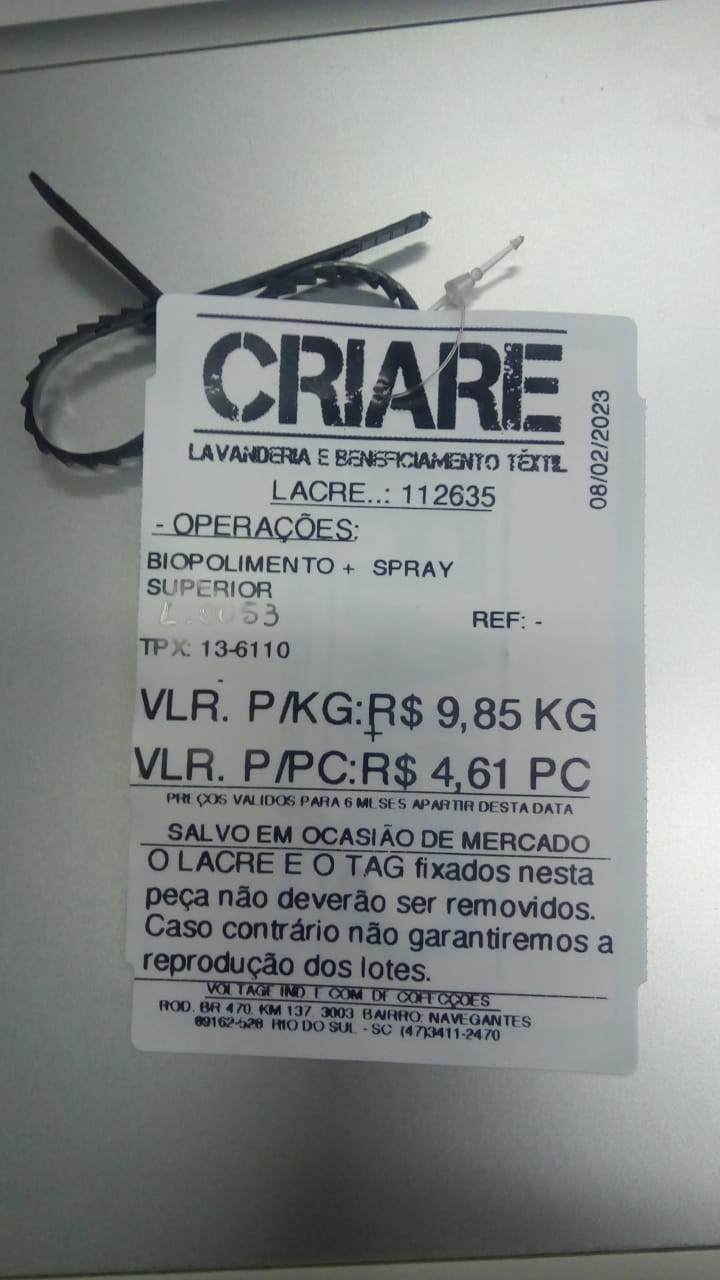 CRIARE
LAVANDERIA E BENEFICIAMENTO TÊXTIL
08/02/2023
LACRE..: 112635
- OPERAÇÕES:
BIOPOLIMENTO + SPRAY
SUPERIOR
L.0053
REF: -
TPX: 13-6110
-
VLR. P/KG:R$ 9,85 KG
+
VLR. P/PC:R$ 4,61 PC
PREÇOS VALIDOS PARA 6 MESES APARTIR DESTA DATA
SALVO EM OCASIÃO DE MERCADO
O LACRE E O TAG fixados nesta
peça não deverão ser removidos.
Caso contrário não garantiremos a
reprodução dos lotes.
VOLTAGE IND E COM DE COFECÇOES
ROD. BR 470. KM 137. 3003 BAIRRO: NAVEGANTES
89162-528 RIO DO SUL - SC (47)3411-2470